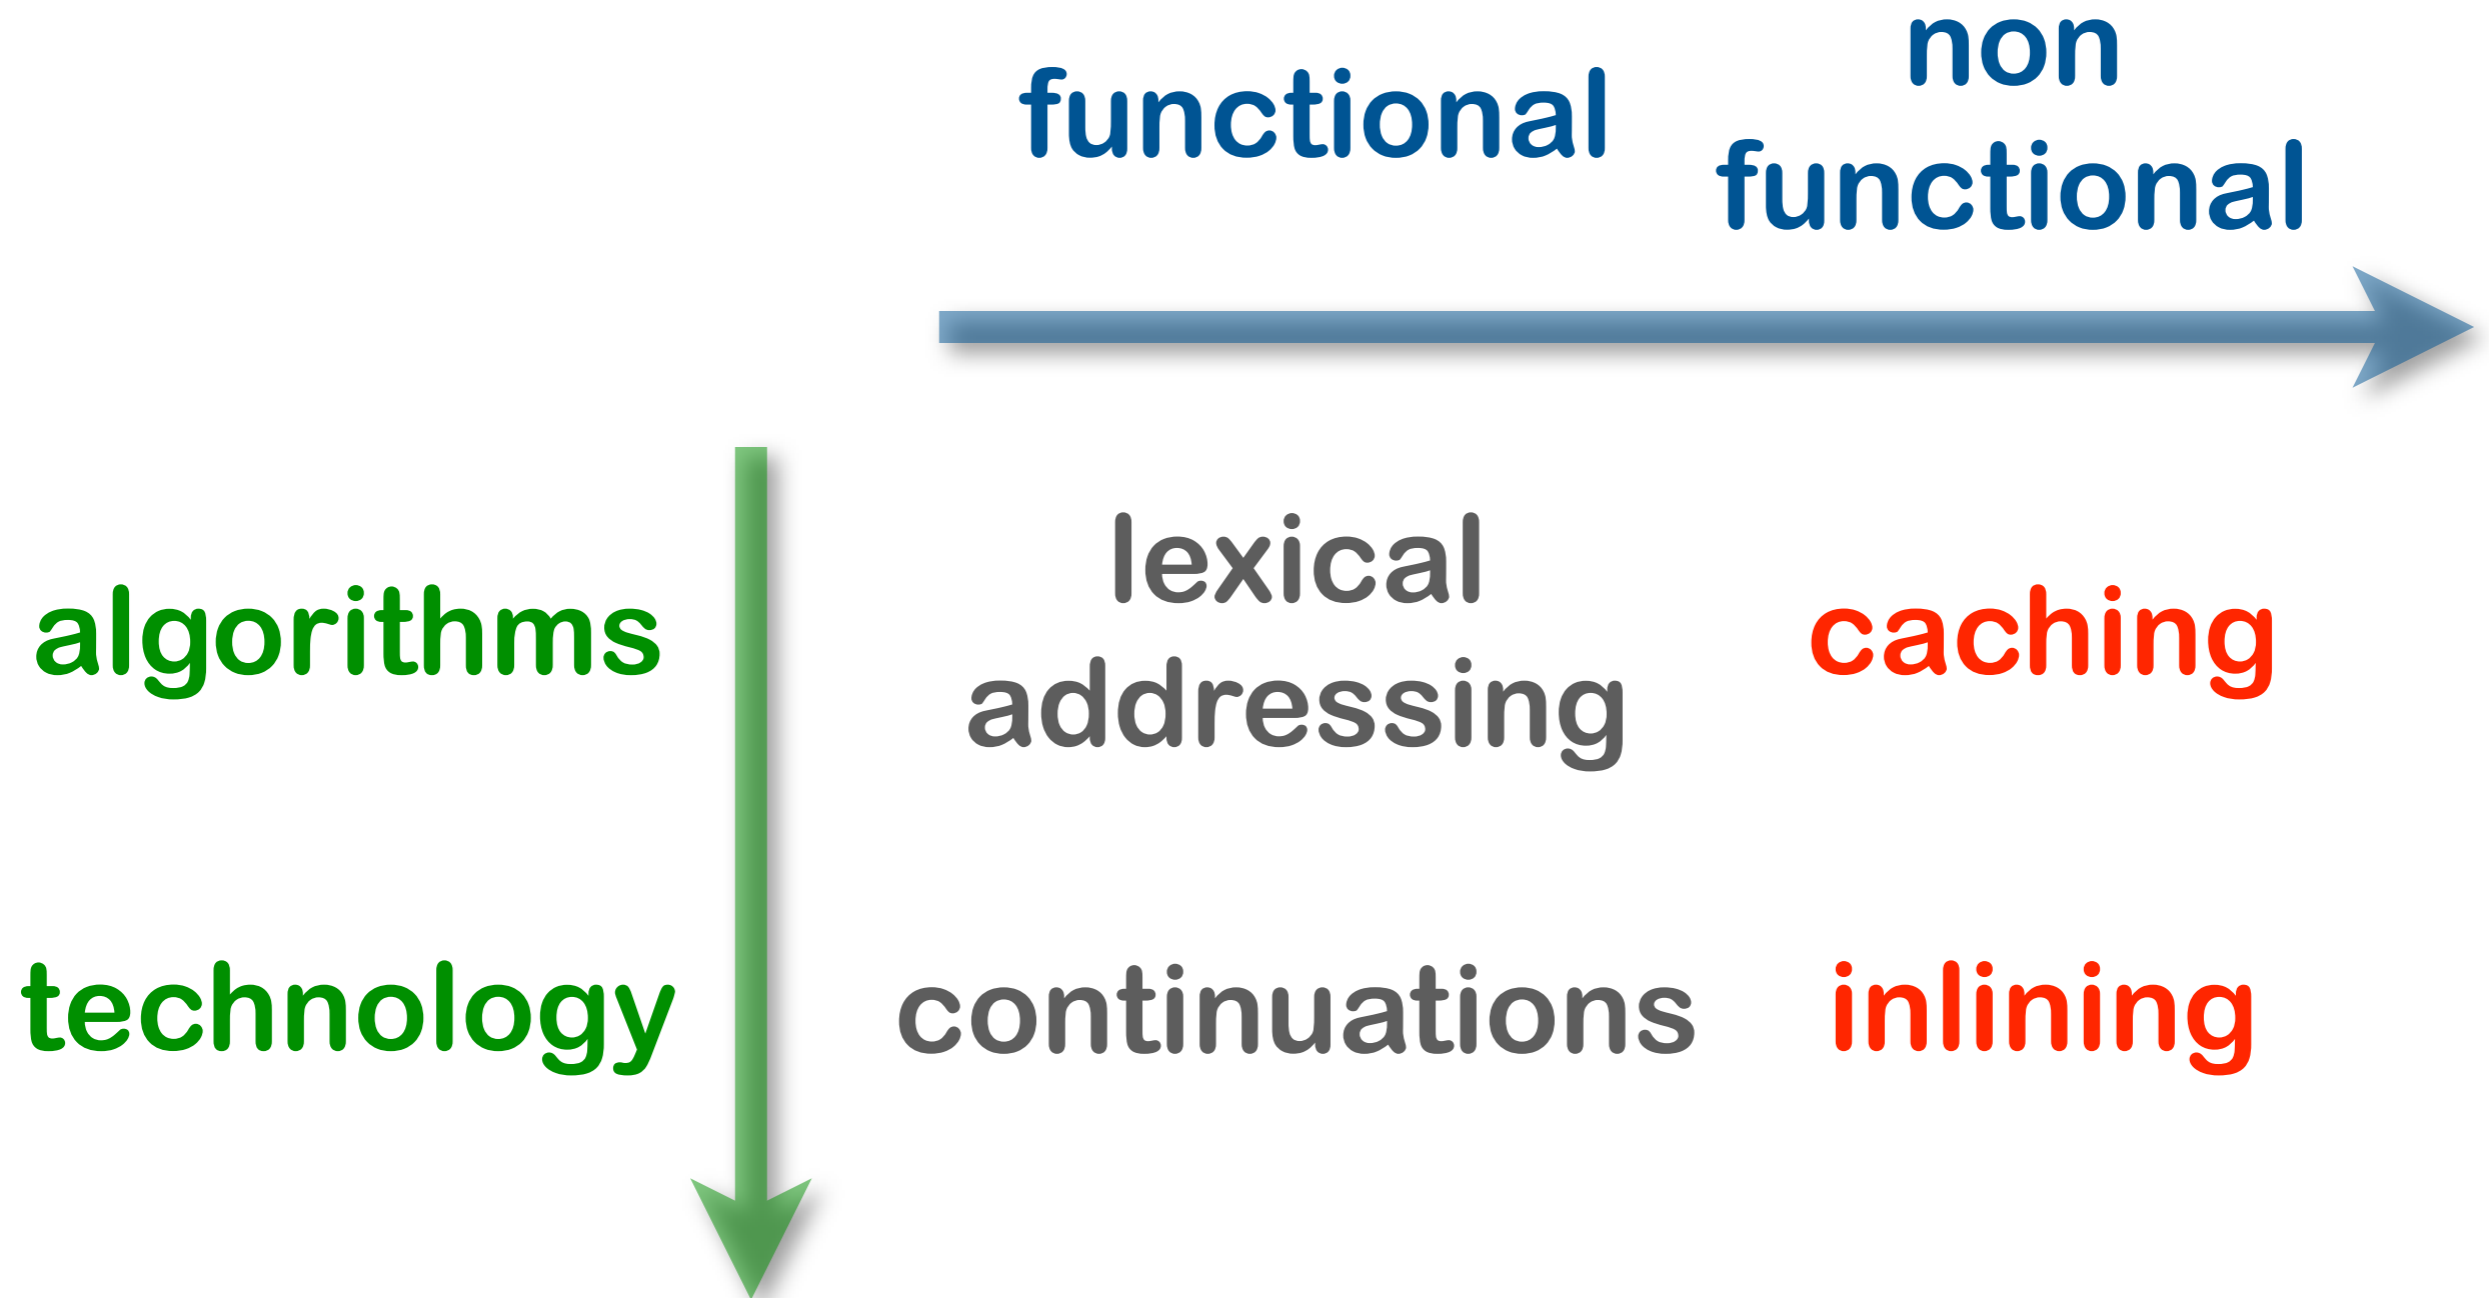 functional
non
functional
algorithms
lexical
addressing
caching
technology
continuations
inlining